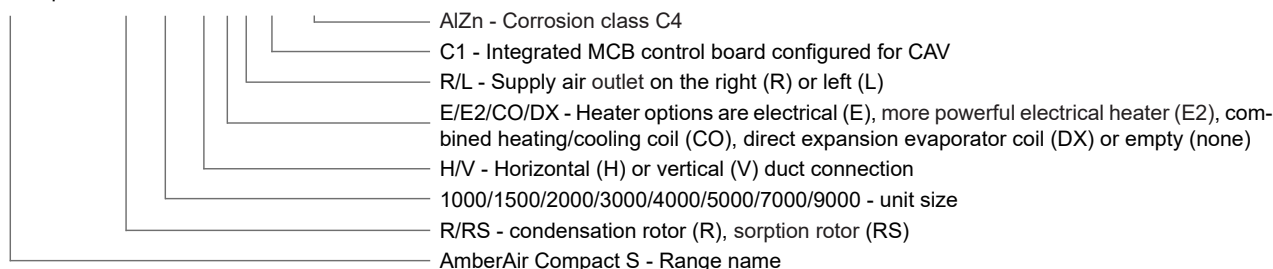 AlZn - Corrosion class C4
C1 - Integrated MCB control board configured for CAV
R/L - Supply air outlet on the right (R) or left (L)
E/E2/CO/DX - Heater options are electrical (E), more powerful electrical heater (E2), com-
bined heating/cooling coil (CO), direct expansion evaporator coil (DX) or empty (none)
H/V - Horizontal (H) or vertical (V) duct connection
1000/1500/2000/3000/4000/5000/7000/9000 - unit size
R/RS - condensation rotor (R), sorption rotor (RS)
AmberAir Compact S - Range name